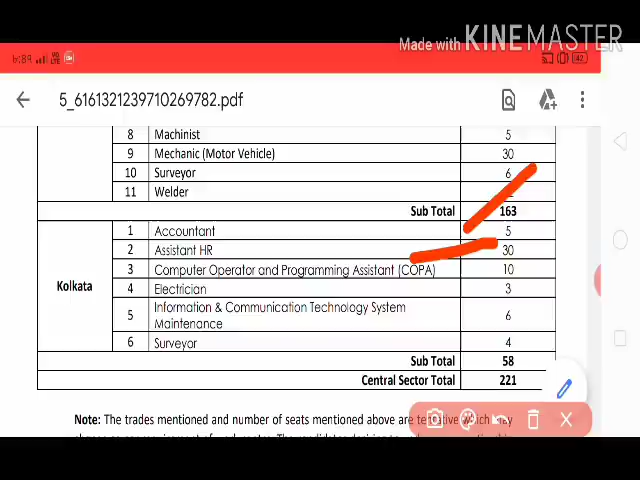 Made with KINEMASTER
5_6161321239710269782.pdf
8 Machinist 5
9 Mechanic (Motor Vehicle) 30
10 Surveyor 6
11 Welder
Sub Total 163
1 Accountant 5
2 Assistant HR 30
3 Computer Operator and Programming Assistant (COPA) 10
Kolkata 4 Electrician 3
5 Information & Communication Technology System Maintenance 6
6 Surveyor 4
Sub Total 58
Central Sector Total 221
Note: The trades mentioned and number of seats mentioned above are tentative which may